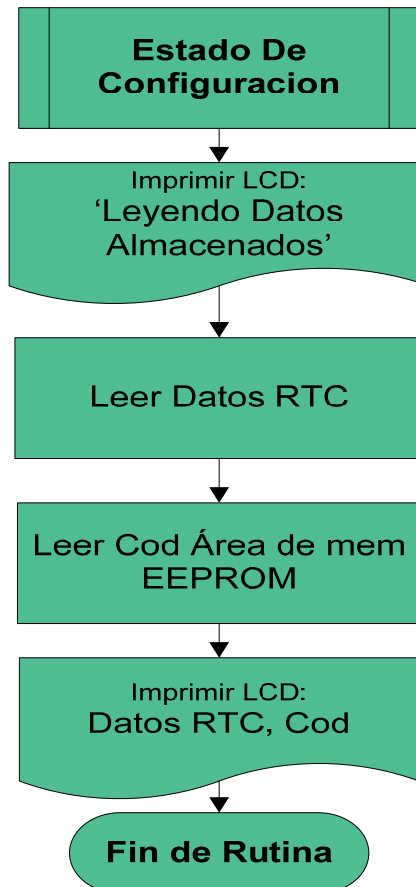 Estado De
Configuracion
Imprimir LCD:
‘Leyendo Datos
Almacenados’
Leer Datos RTC
Leer Cod Área de mem
EEPROM
Imprimir LCD:
Datos RTC, Cod
Fin de Rutina